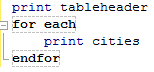 print tableheader
for each
print cities
endfor